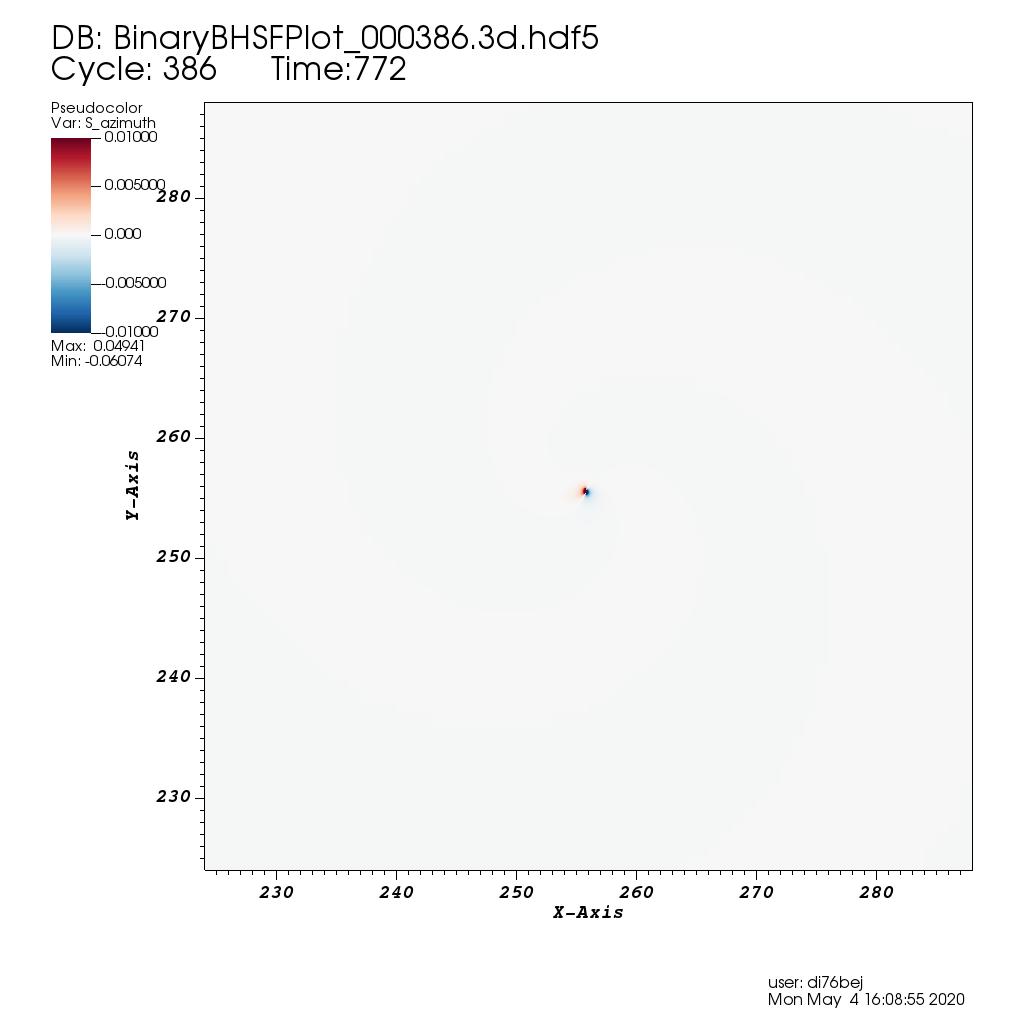 DB: BinaryBHSFPlot_000386.3d.hdf5
Cycle: 386 Time:772
Pseudocolor
Var: S_azimuth
0.01000
0.005000
0.000
-0.005000
-0.01000
Max: 0.04941
Min: -0.06074
280
270
260
250
240
230
Y-Axis
230 240 250 260 270 280
X-Axis
user: di76bej
Mon May 4 16:08:55 2020